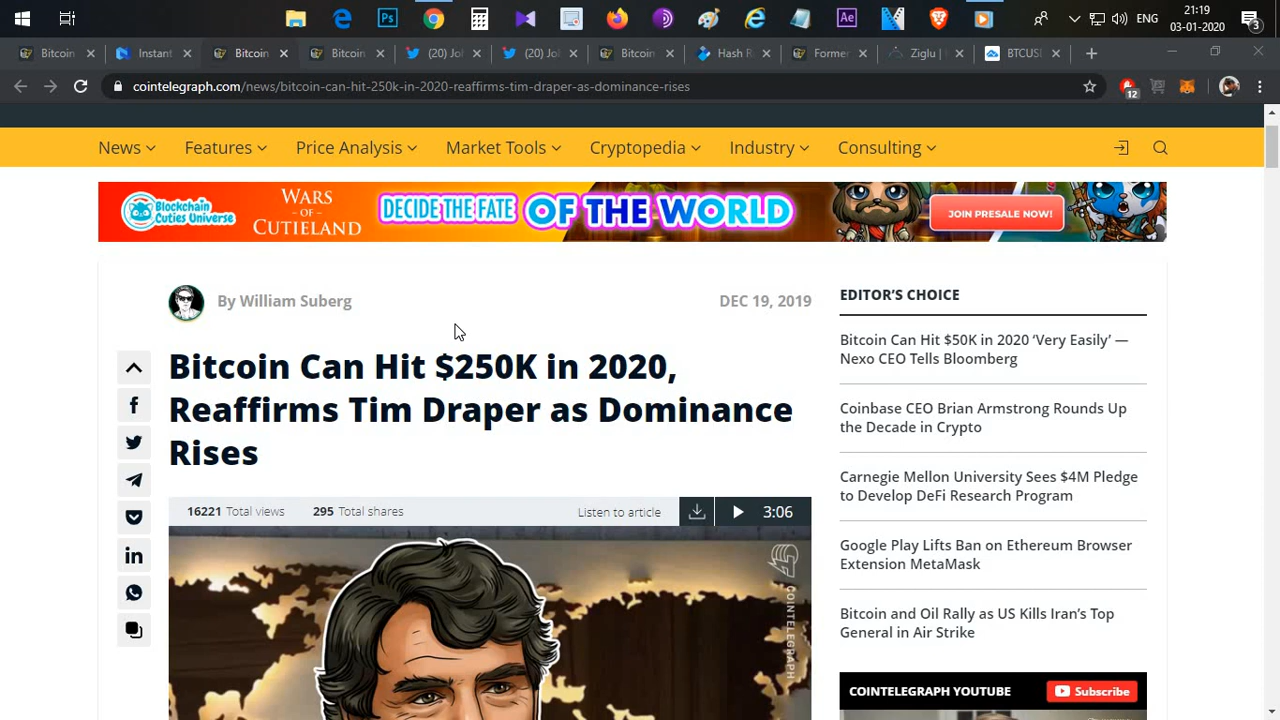 ENG
21:19
03-01-2020
3
Bitcoin
Instant
Bitcoin
Bitcoin
(20) Jo
(20) Jo
Bitcoin
Hash R
Former
Ziglu |
BTCUS
cointelegraph.com/news/bitcoin-can-hit-250k-in-2020-reaffirms-tim-draper-as-dominance-rises
12
News
Features
Price Analysis
Market Tools
Cryptopedia
Industry
Consulting
Blockchain
Cuties Universe
WARS
OF
CUTIELAND
DECIDE THE FATE OF THE WORLD
JOIN PRESALE NOW!
By William Suberg
DEC 19, 2019
Bitcoin Can Hit $250K in 2020,
Reaffirms Tim Draper as Dominance
Rises
16221 Total views
295 Total shares
Listen to article
3:06
COINTELEGRAPH
EDITOR'S CHOICE
Bitcoin Can Hit $50K in 2020 ‘Very Easily’ —
Nexo CEO Tells Bloomberg
Coinbase CEO Brian Armstrong Rounds Up
the Decade in Crypto
Carnegie Mellon University Sees $4M Pledge
to Develop DeFi Research Program
Google Play Lifts Ban on Ethereum Browser
Extension MetaMask
Bitcoin and Oil Rally as US Kills Iran’s Top
General in Air Strike
COINTELEGRAPH YOUTUBE
Subscribe